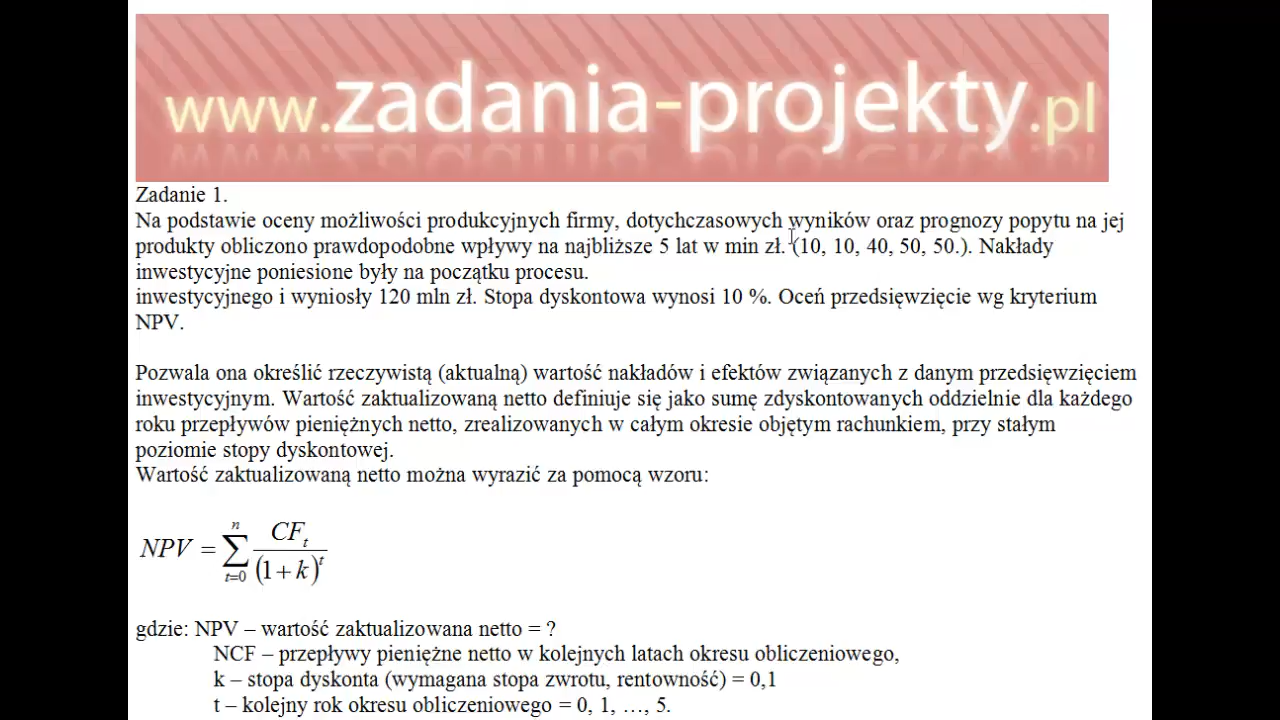 www.zadania-projekty.pl
Zadanie 1.
Na podstawie oceny możliwości produkcyjnych firmy, dotychczasowych wyników oraz prognozy popytu na jej
produkty obliczono prawdopodobne wpływy na najbliższe 5 lat w min zł. (10, 10, 40, 50, 50.). Nakłady
inwestycyjne poniesione były na początku procesu.
inwestycyjnego i wyniosły 120 mln zł. Stopa dyskontowa wynosi 10 %. Oceń przedsięwzięcie wg kryterium
NPV.
Pozwala ona określić rzeczywistą (aktualną) wartość nakładów i efektów związanych z danym przedsięwzięciem
inwestycyjnym. Wartość zaktualizowaną netto definiuje się jako sumę zdyskontowanych oddzielnie dla każdego
roku przepływów pieniężnych netto, zrealizowanych w całym okresie objętym rachunkiem, przy stałym
poziomie stopy dyskontowej.
Wartość zaktualizowaną netto można wyrazić za pomocą wzoru:
NPV = \sum_{t=0}^{n} \frac{CF_t}{(1+k)^t}
gdzie: NPV – wartość zaktualizowana netto = ?
NCF – przepływy pieniężne netto w kolejnych latach okresu obliczeniowego,
k – stopa dyskonta (wymagana stopa zwrotu, rentowność) = 0,1
t – kolejny rok okresu obliczeniowego = 0, 1, …, 5.